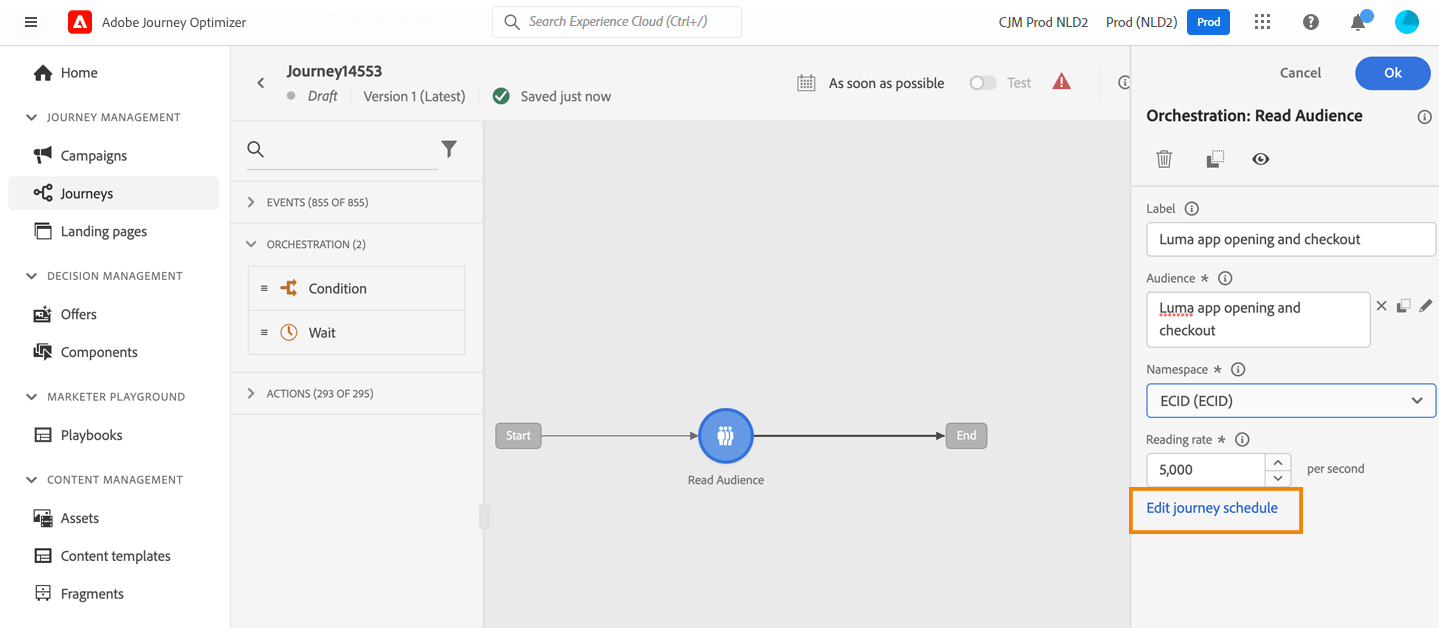 Adobe Journey Optimizer
Search Experience Cloud (Ctrl+/)
CJM Prod NLD2
Prod (NLD2)
Prod
Home
JOURNEY MANAGEMENT
Campaigns
Journeys
Landing pages
DECISION MANAGEMENT
Offers
Components
MARKETER PLAYGROUND
Playbooks
CONTENT MANAGEMENT
Assets
Content templates
Fragments
Journey14553
Draft
Version 1 (Latest)
Saved just now
As soon as possible
Test
EVENTS (855 OF 855)
ORCHESTRATION (2)
Condition
Wait
ACTIONS (293 OF 295)
Start
Read Audience
End
Cancel
Ok
Orchestration: Read Audience
Label
Luma app opening and checkout
Audience *
Luma app opening and
checkout
Namespace *
ECID (ECID)
Reading rate *
5,000
per second
Edit journey schedule